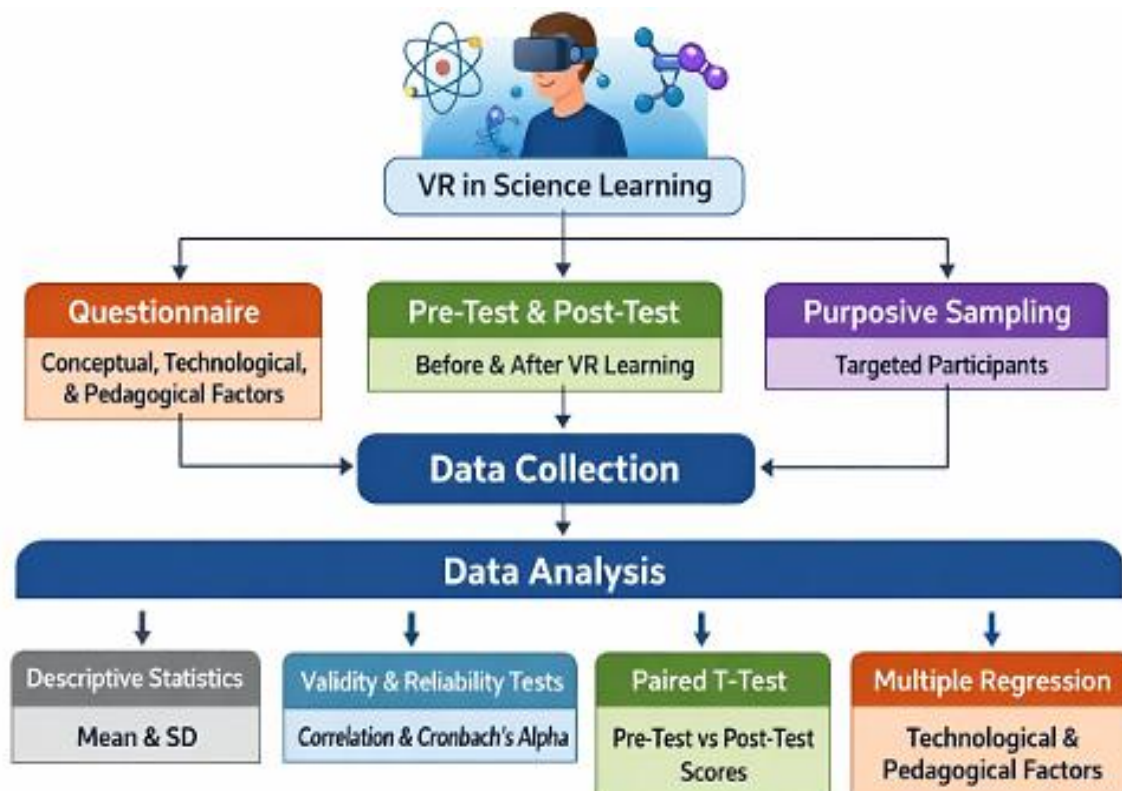 VR in Science Learning
Questionnaire
Conceptual, Technological,
& Pedagogical Factors
Pre-Test & Post-Test
Before & After VR Learning
Purposive Sampling
Targeted Participants
Data Collection
Data Analysis
Descriptive Statistics
Mean & SD
Validity & Reliability Tests
Correlation & Cronbach's Alpha
Paired T-Test
Pre-Test vs Post-Test
Scores
Multiple Regression
Technological &
Pedagogical Factors